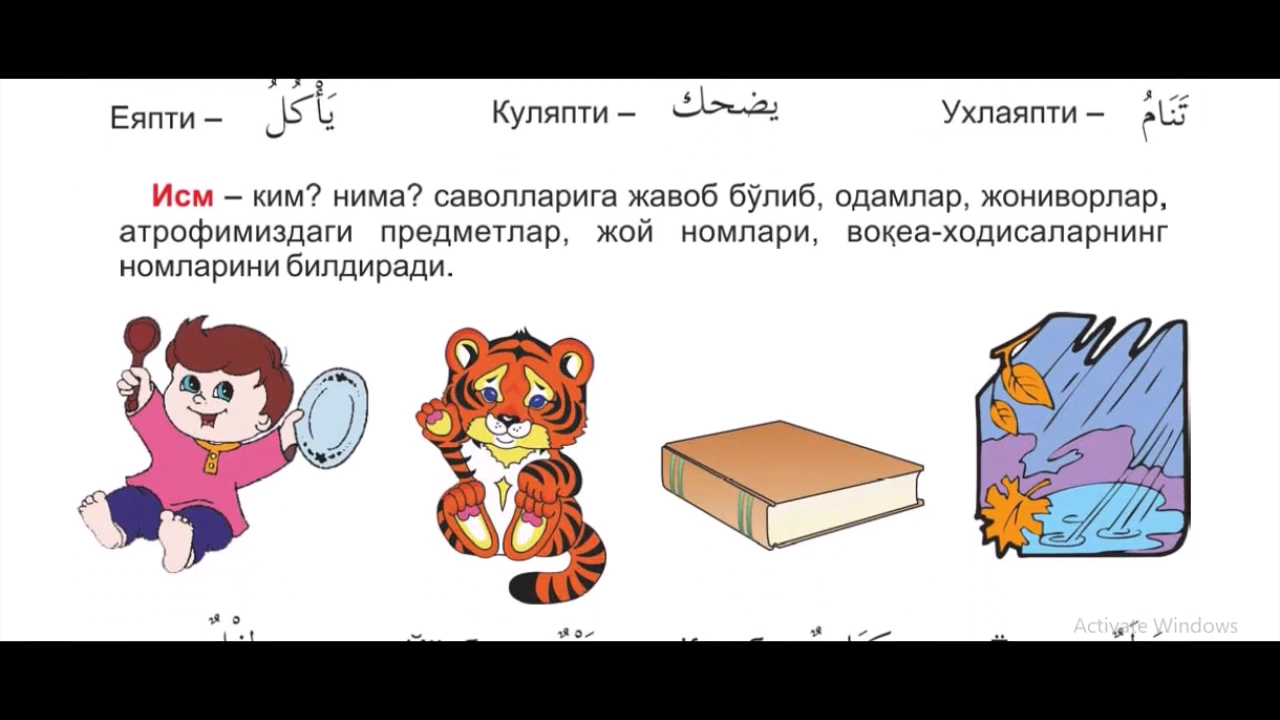 Еяпти – يَأْكُلُ Куляпти – يضحك Ухлаяпти – تَنَامُ
Исм – ким? нима? саволларига жавоб бўлиб, одамлар, жониворлар,
атрофимиздаги предметлар, жой номлари, воқеа-ходисаларнинг
номларини билдиради.
Activate Windows